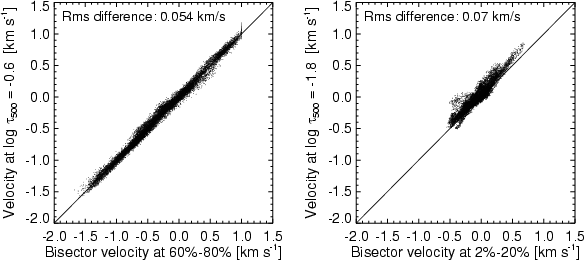 Rms difference: 0.054 km/s
1.5
1.0
0.5
0.0
-0.5
-1.0
-1.5
-2.0
Velocity at log τ500 = -0.6 [km s-1]
-2.0 -1.5 -1.0 -0.5 0.0 0.5 1.0 1.5
Bisector velocity at 60%-80% [km s-1]
Rms difference: 0.07 km/s
1.5
1.0
0.5
0.0
-0.5
-1.0
-1.5
-2.0
Velocity at log τ500 = -1.8 [km s-1]
-2.0 -1.5 -1.0 -0.5 0.0 0.5 1.0 1.5
Bisector velocity at 2%-20% [km s-1]